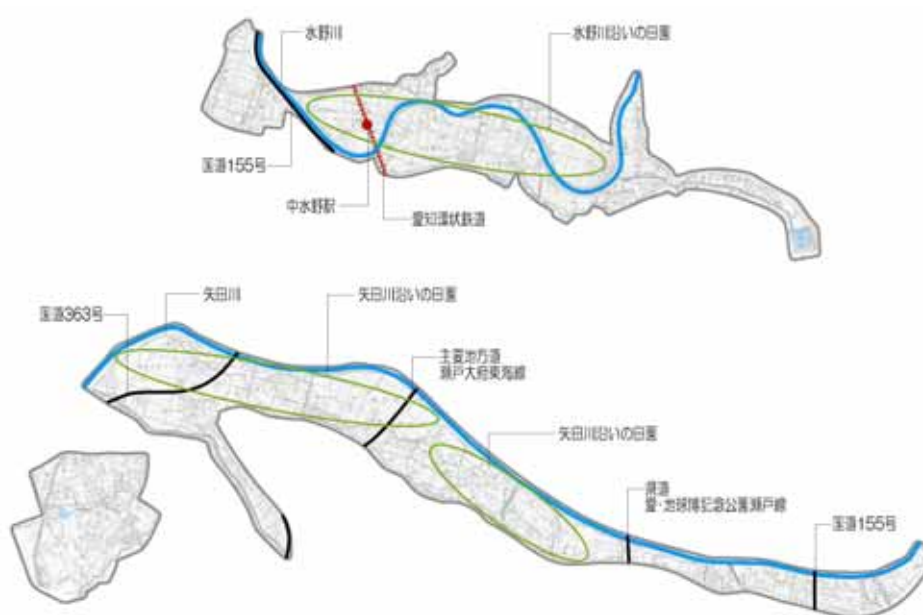 水野川
水野川沿いの田園
国道155号
中水野駅
愛知環状鉄道
矢田川
矢田川沿いの田園
国道363号
主要地方道
瀬戸大府東海線
矢田川沿いの田園
県道
愛・地球博記念公園瀬戸線
国道155号